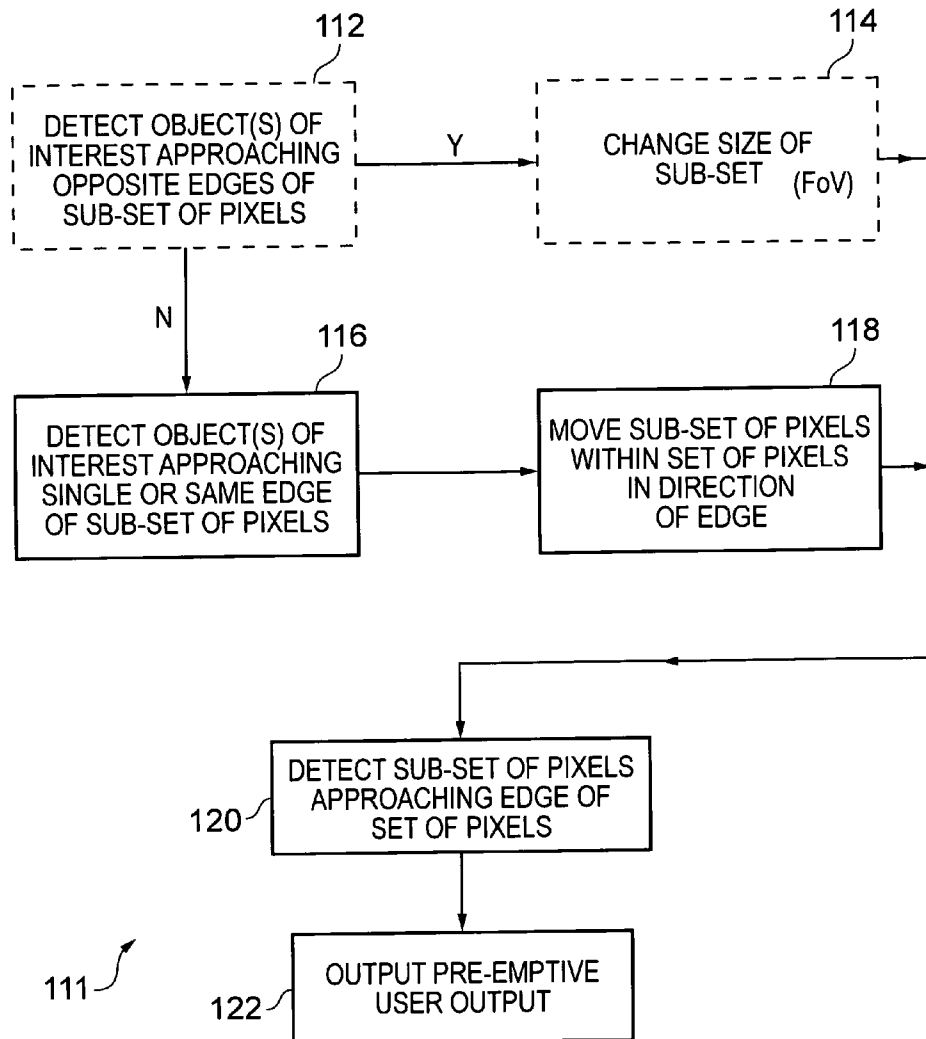 112
DETECT OBJECT(S) OF
INTEREST APPROACHING
OPPOSITE EDGES OF
SUB-SET OF PIXELS
Y
114
CHANGE SIZE OF
SUB-SET
(FoV)
N
116
DETECT OBJECT(S) OF
INTEREST APPROACHING
SINGLE OR SAME EDGE
OF SUB-SET OF PIXELS
118
MOVE SUB-SET OF PIXELS
WITHIN SET OF PIXELS
IN DIRECTION
OF EDGE
120
DETECT SUB-SET OF PIXELS
APPROACHING EDGE OF
SET OF PIXELS
111
122
OUTPUT PRE-EMPTIVE
USER OUTPUT